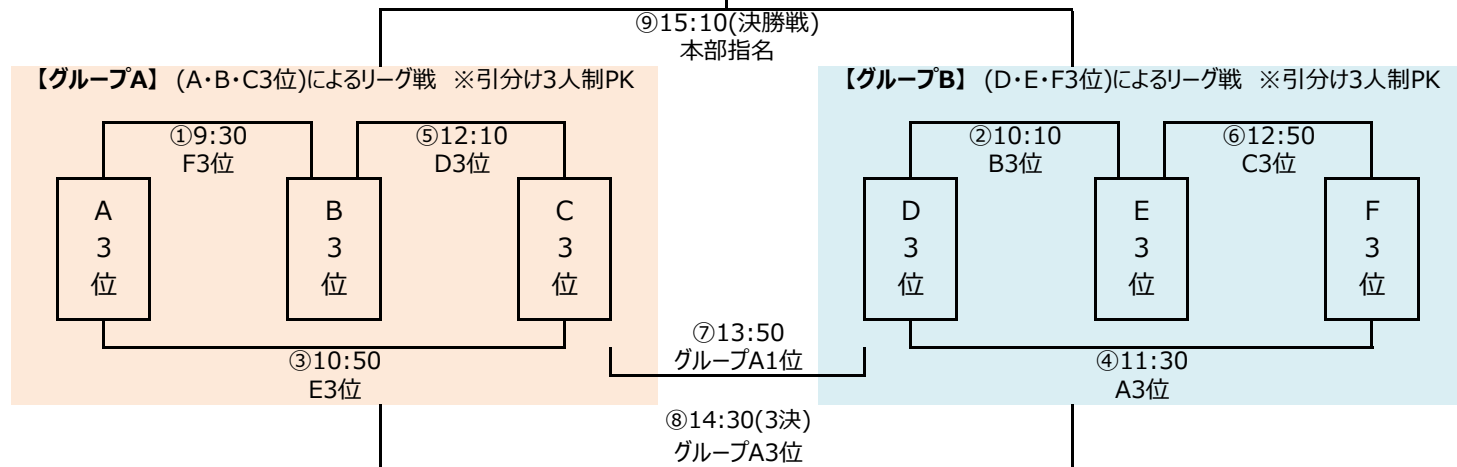 ⑨15:10(決勝戦)
本部指名
【グループA】 (A・B・C3位)によるリーグ戦 ※引分け3人制PK
【グループB】 (D・E・F3位)によるリーグ戦 ※引分け3人制PK
①9:30
F3位
⑤12:10
D3位
②10:10
B3位
⑥12:50
C3位
A
3
位
B
3
位
C
3
位
D
3
位
E
3
位
F
3
位
③10:50
E3位
⑦13:50
グループA1位
④11:30
A3位
⑧14:30(3決)
グループA3位